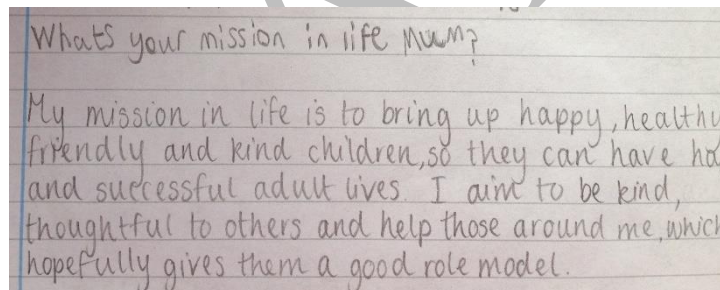 Whats your mission in life Mum?
My mission in life is to bring up happy, healthy
friendly and kind children, so they can have
and successful adult lives. I aim to be kind,
thoughtful to others and help those around me, which
hopefully gives them a good role model.